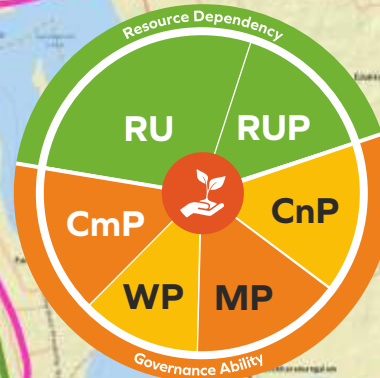 Resource Dependency
RU
RUP
CmP
CnP
WP
MP
Governance Ability